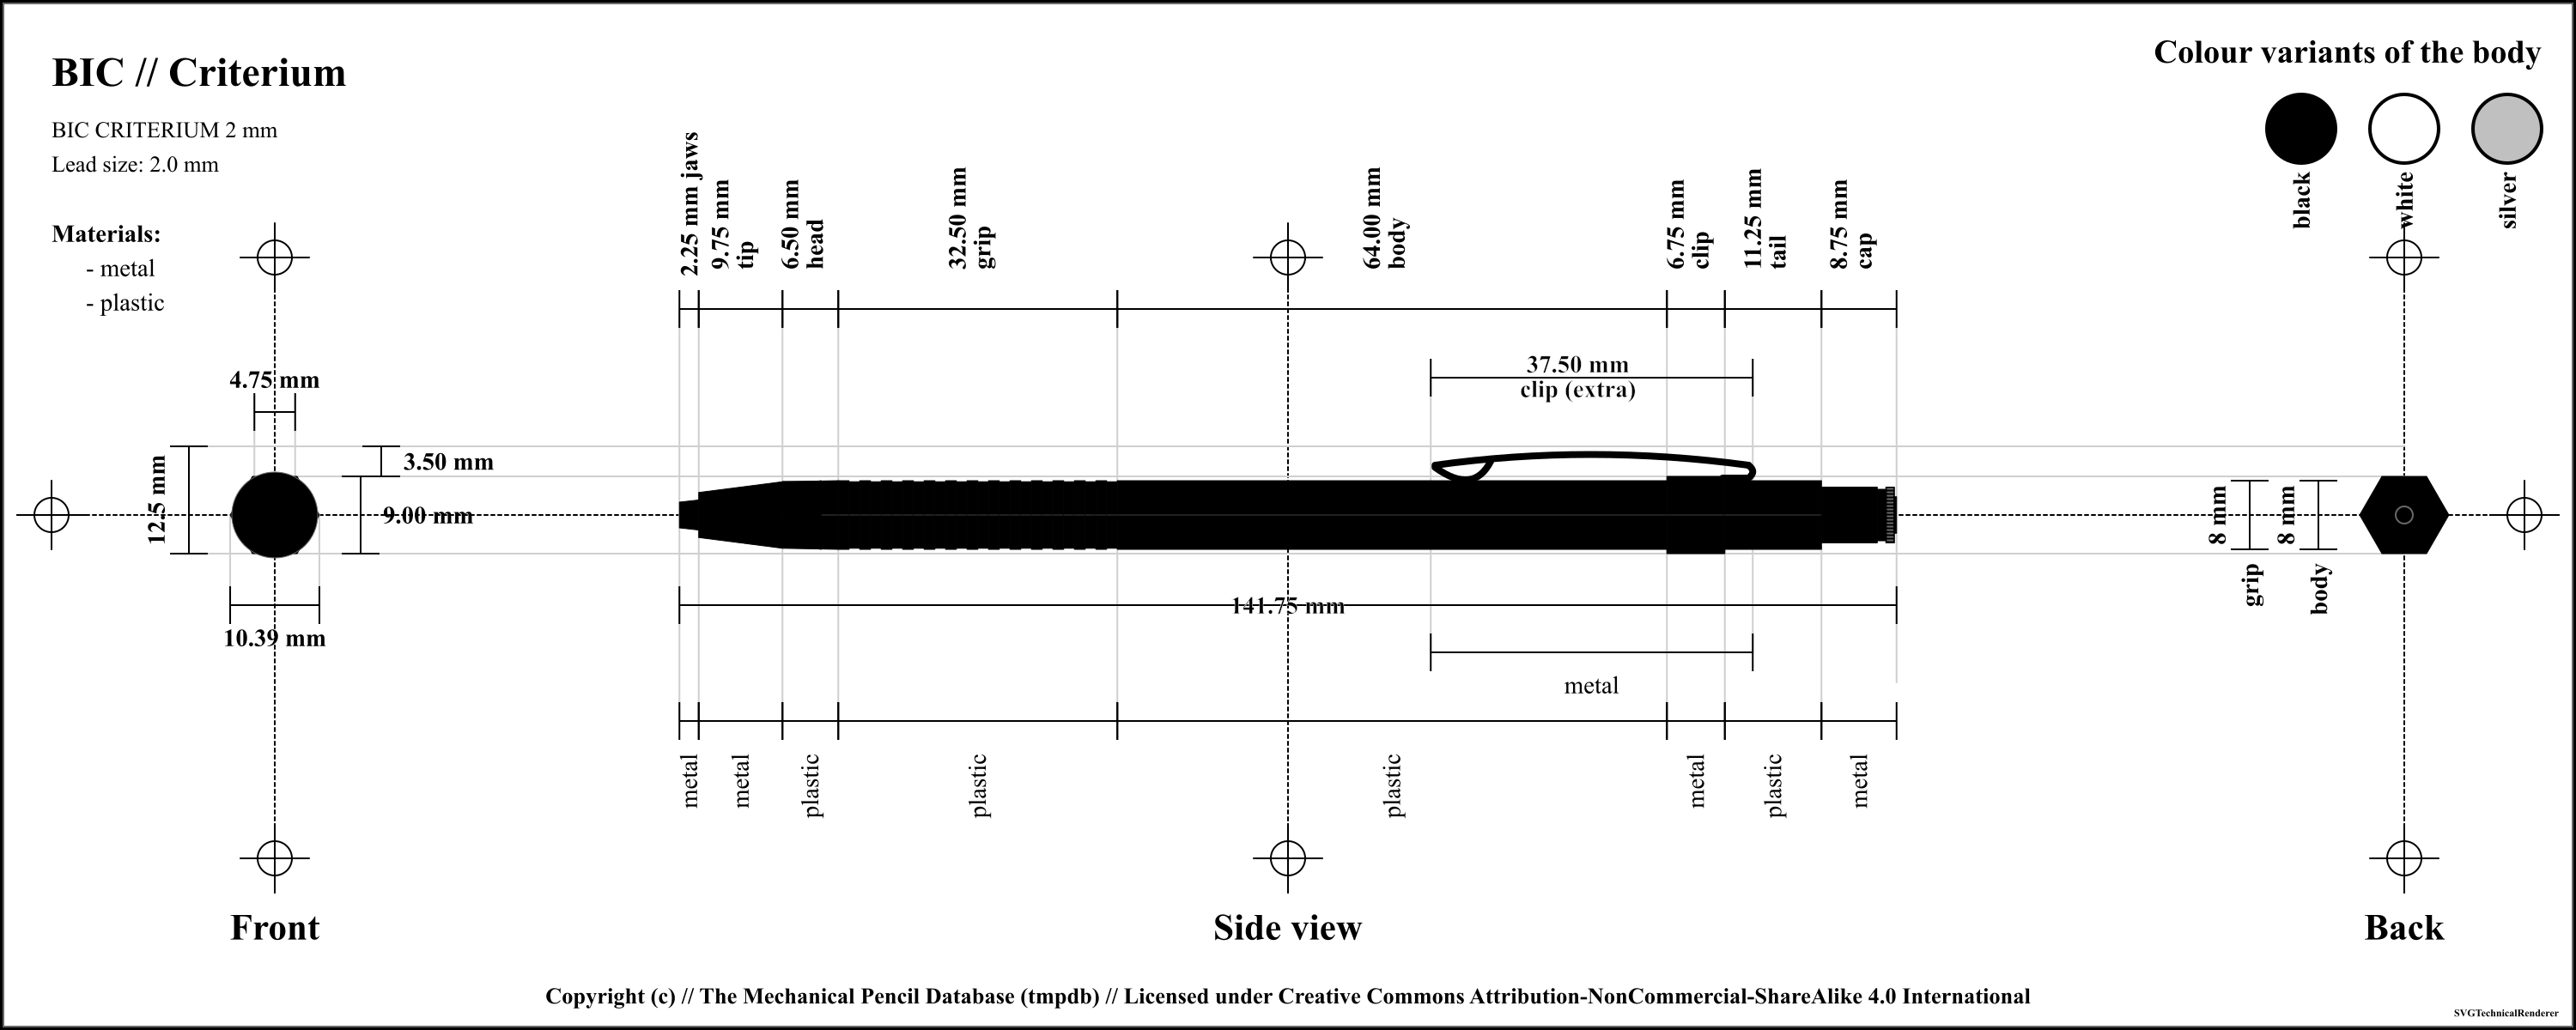 BIC // Criterium
BIC CRITERIUM 2 mm
Lead size: 2.0 mm
Materials:
- metal
- plastic
Colour variants of the body
black
white
silver
2.25 mm jaws
9.75 mm
tip
6.50 mm
head
32.50 mm
grip
64.00 mm
body
6.75 mm
clip
11.25 mm
tail
8.75 mm
cap
37.50 mm
clip (extra)
4.75 mm
3.50 mm
12.5 mm
9.00 mm
10.39 mm
141.75 mm
8 mm
grip
8 mm
body
metal
metal
metal
plastic
plastic
plastic
metal
plastic
metal
Front
Side view
Back
Copyright (c) // The Mechanical Pencil Database (tmpdb) // Licensed under Creative Commons Attribution-NonCommercial-ShareAlike 4.0 International
SVGTechnicalRenderer